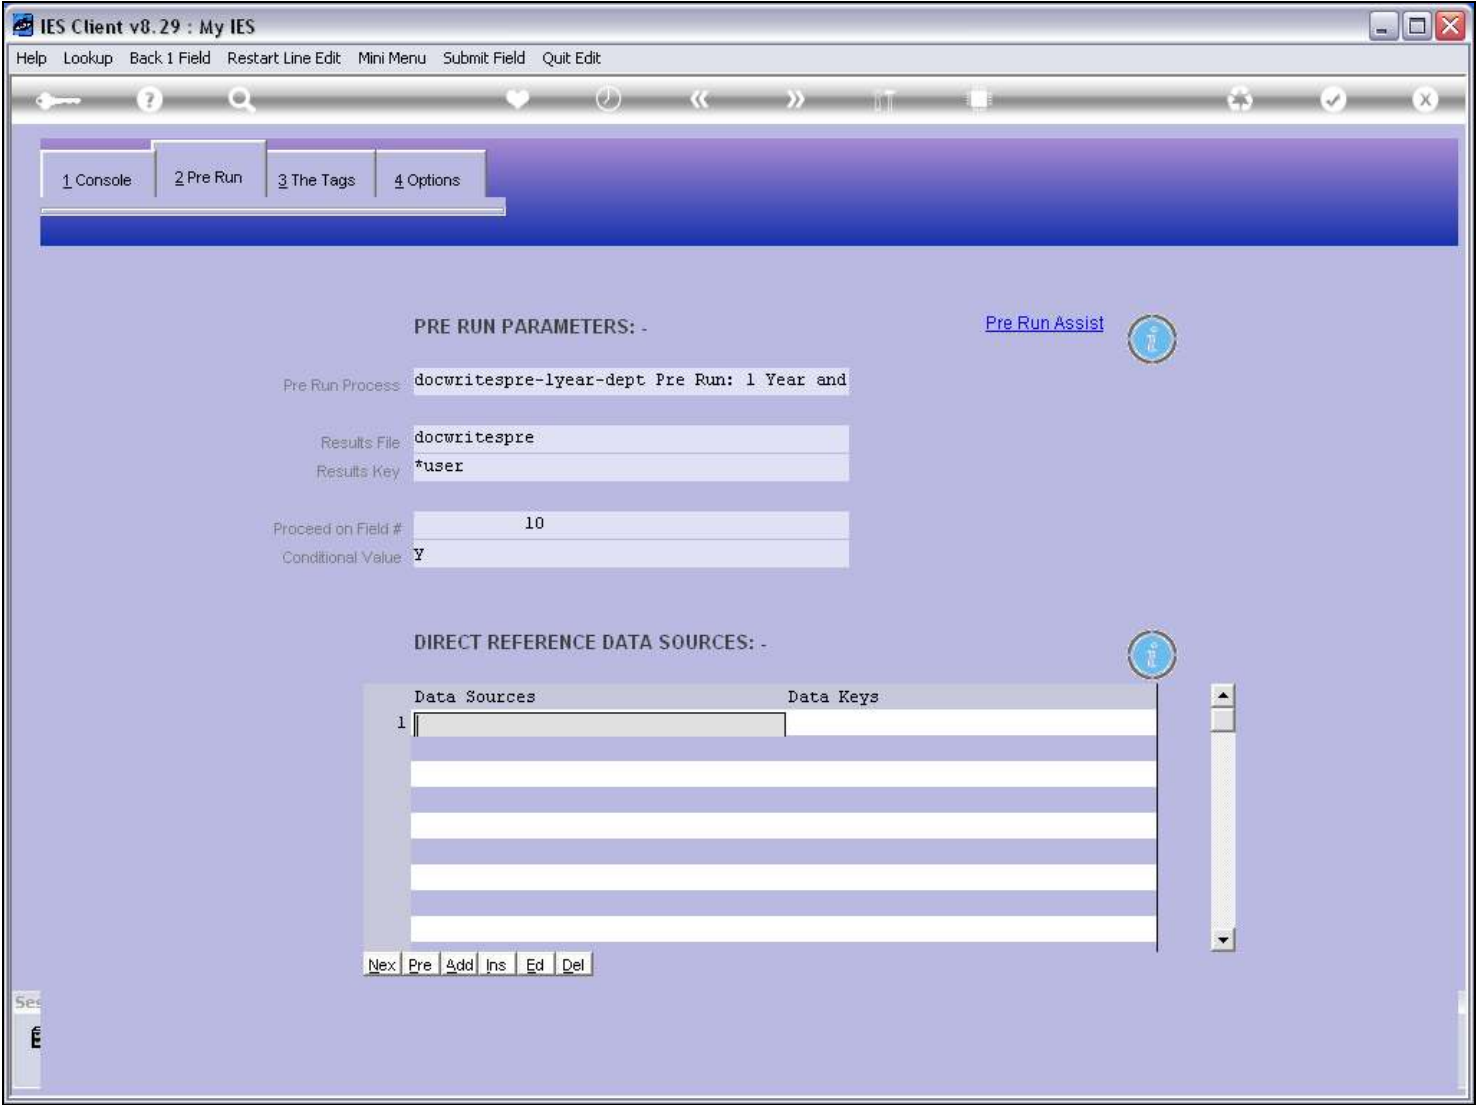 IES Client v8.29 : My IES
Help Lookup Back 1 Field Restart Line Edit Mini Menu Submit Field Quit Edit
1 Console 2 Pre Run 3 The Tags 4 Options
PRE RUN PARAMETERS: - Pre Run Assist
Pre Run Process docwritespre-1year-dept Pre Run: 1 Year and
Results File docwritespre
Results Key *user
Proceed on Field # 10
Conditional Value Y
DIRECT REFERENCE DATA SOURCES: -
Data Sources Data Keys
1
Nex Pre Add Ins Ed Del
Ses